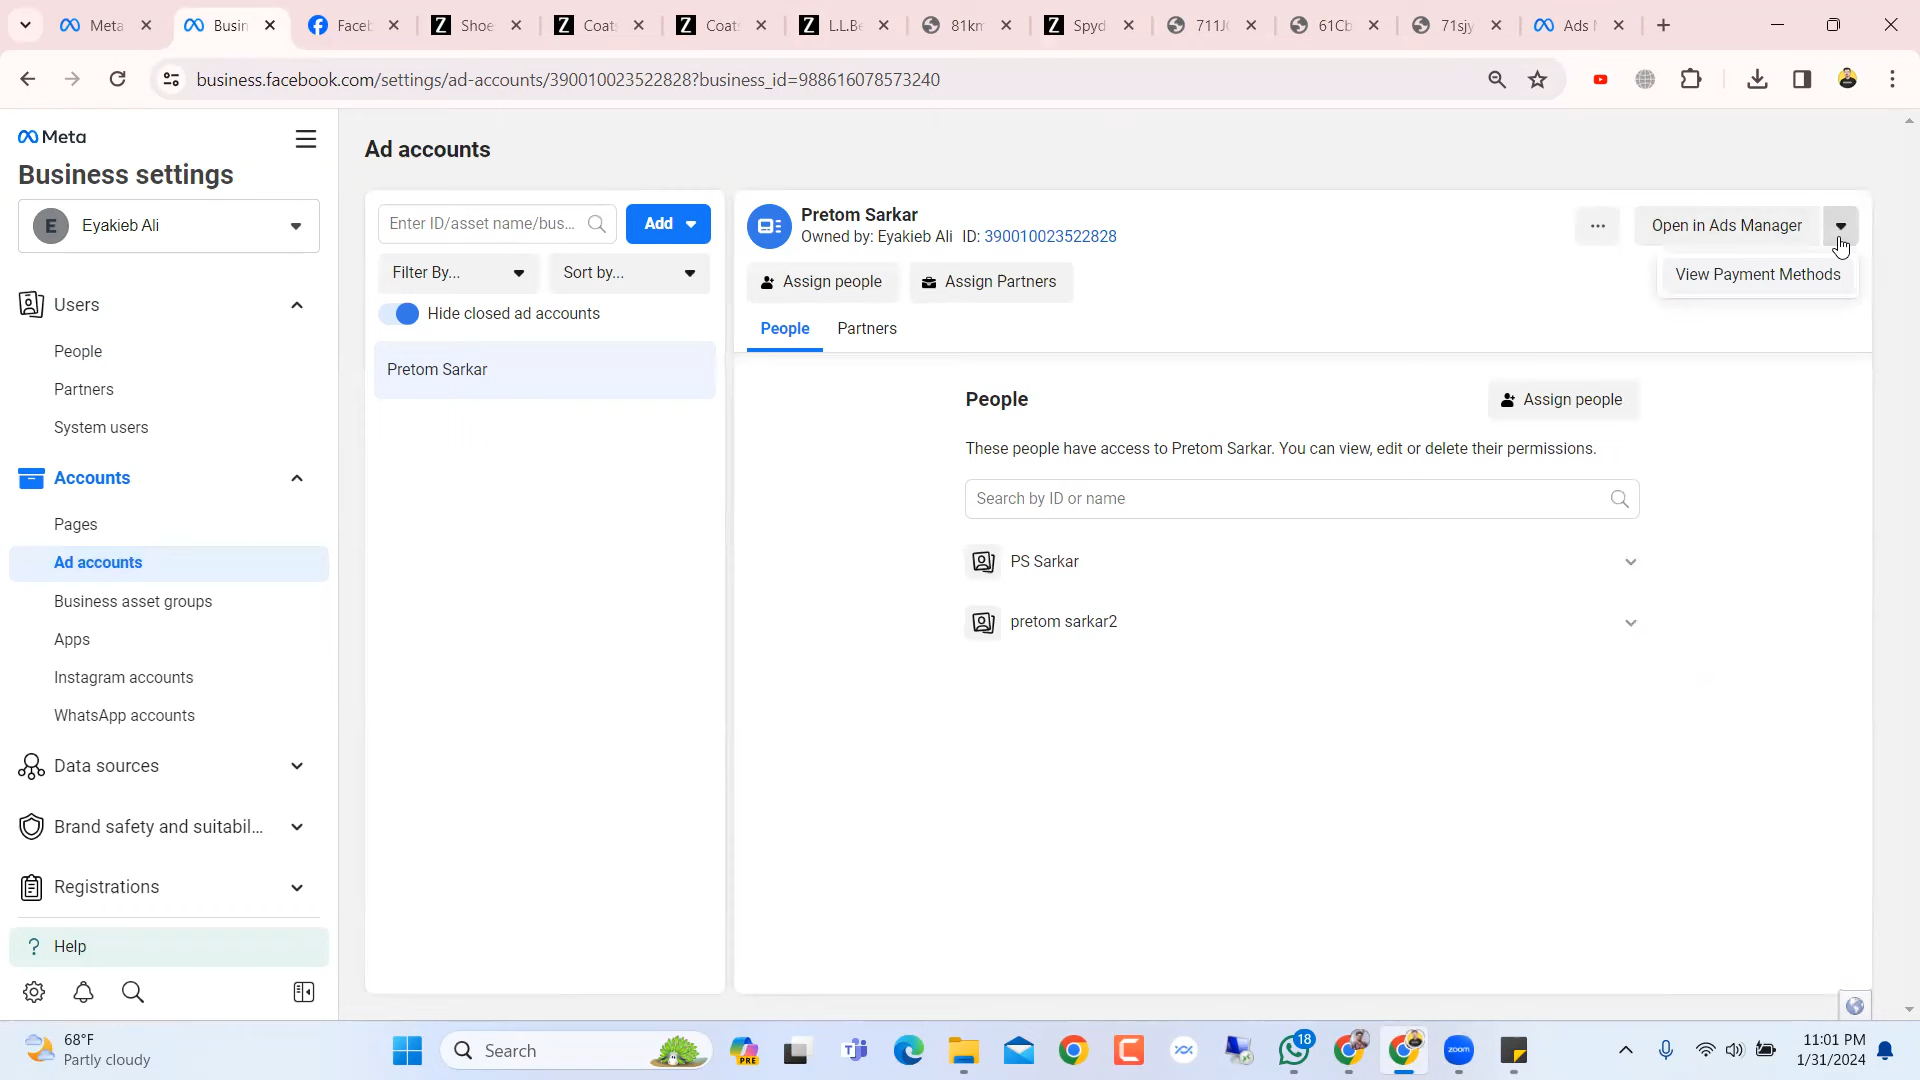 Meta
Busin
Faceb
Shoe
Coats
Coats
L.L.Be
81km
Spyd
711J
61Cb
71sjy
Ads M
business.facebook.com/settings/ad-accounts/390010023522828?business_id=988616078573240
Meta
Business settings
E
Eyakieb Ali
Users
People
Partners
System users
Accounts
Pages
Ad accounts
Business asset groups
Apps
Instagram accounts
WhatsApp accounts
Data sources
Brand safety and suitabil...
Registrations
? Help
Ad accounts
Enter ID/asset name/bus...
Add
Filter By...
Sort by...
Hide closed ad accounts
Pretom Sarkar
Pretom Sarkar
Owned by: Eyakieb Ali ID: 390010023522828
...
Open in Ads Manager
View Payment Methods
Assign people
Assign Partners
People
Partners
People
Assign people
These people have access to Pretom Sarkar. You can view, edit or delete their permissions.
Search by ID or name
PS Sarkar
pretom sarkar2
68°F
Partly cloudy
Search
PRE
18
zoom
11:01 PM
1/31/2024